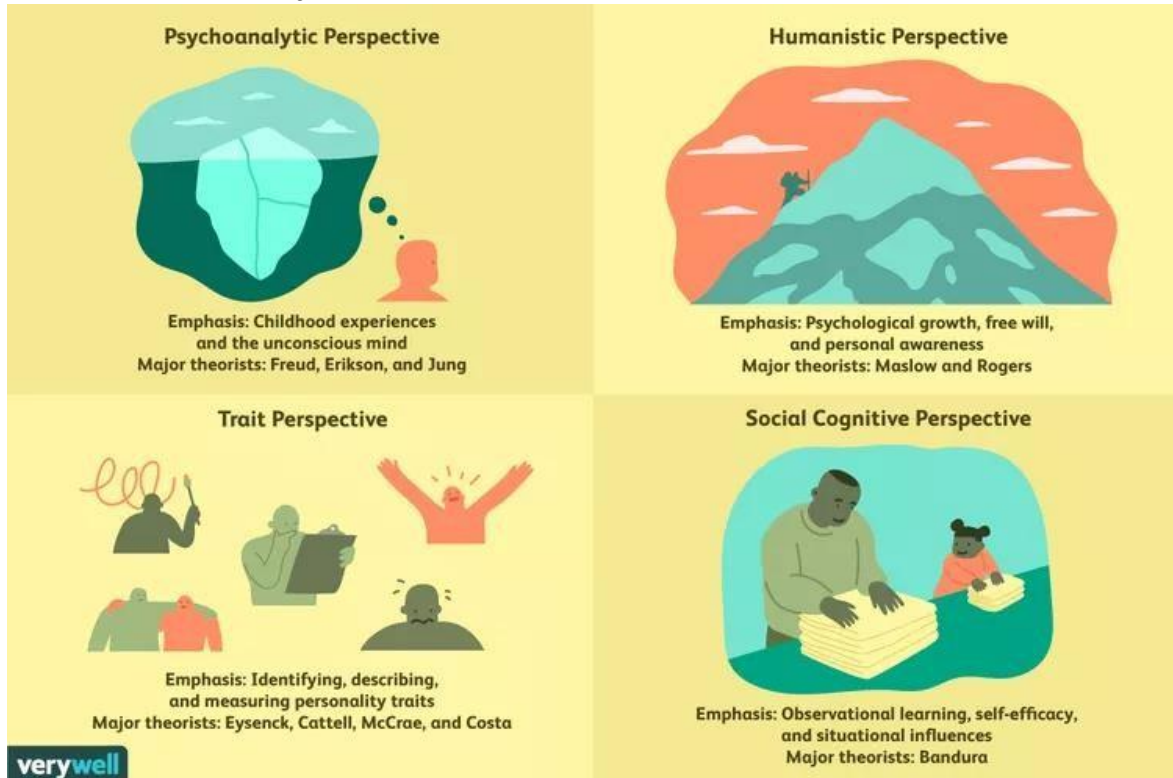 Psychoanalytic Perspective
Emphasis: Childhood experiences
and the unconscious mind
Major theorists: Freud, Erikson, and Jung
Humanistic Perspective
Emphasis: Psychological growth, free will,
and personal awareness
Major theorists: Maslow and Rogers
Trait Perspective
Emphasis: Identifying, describing,
and measuring personality traits
Major theorists: Eysenck, Cattell, McCrae, and Costa
Social Cognitive Perspective
Emphasis: Observational learning, self-efficacy,
and situational influences
Major theorists: Bandura
verywell